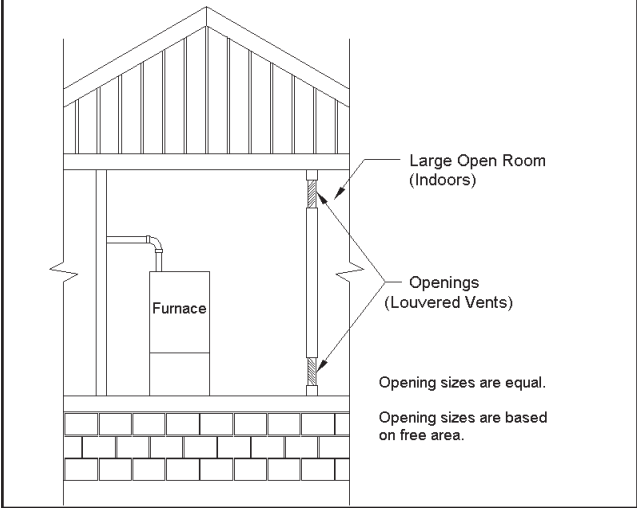 Large Open Room
(Indoors)
Furnace
Openings
(Louvered Vents)
Opening sizes are equal.
Opening sizes are based
on free area.